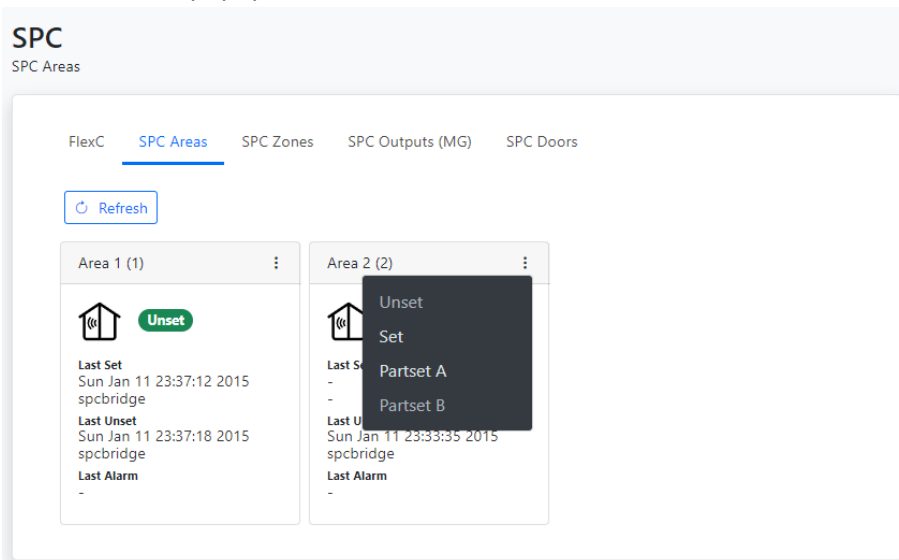 SPC
SPC Areas
FlexC SPC Areas SPC Zones SPC Outputs (MG) SPC Doors
Refresh
Area 1 (1)
Unset
Last Set
Sun Jan 11 23:37:12 2015
spcbridge
Last Unset
Sun Jan 11 23:37:18 2015
spcbridge
Last Alarm
-
Area 2 (2)
Unset
Set
Partset A
Partset B
Last
-
-
Last
Sun Jan 11 23:33:35 2015
spcbridge
Last Alarm
-